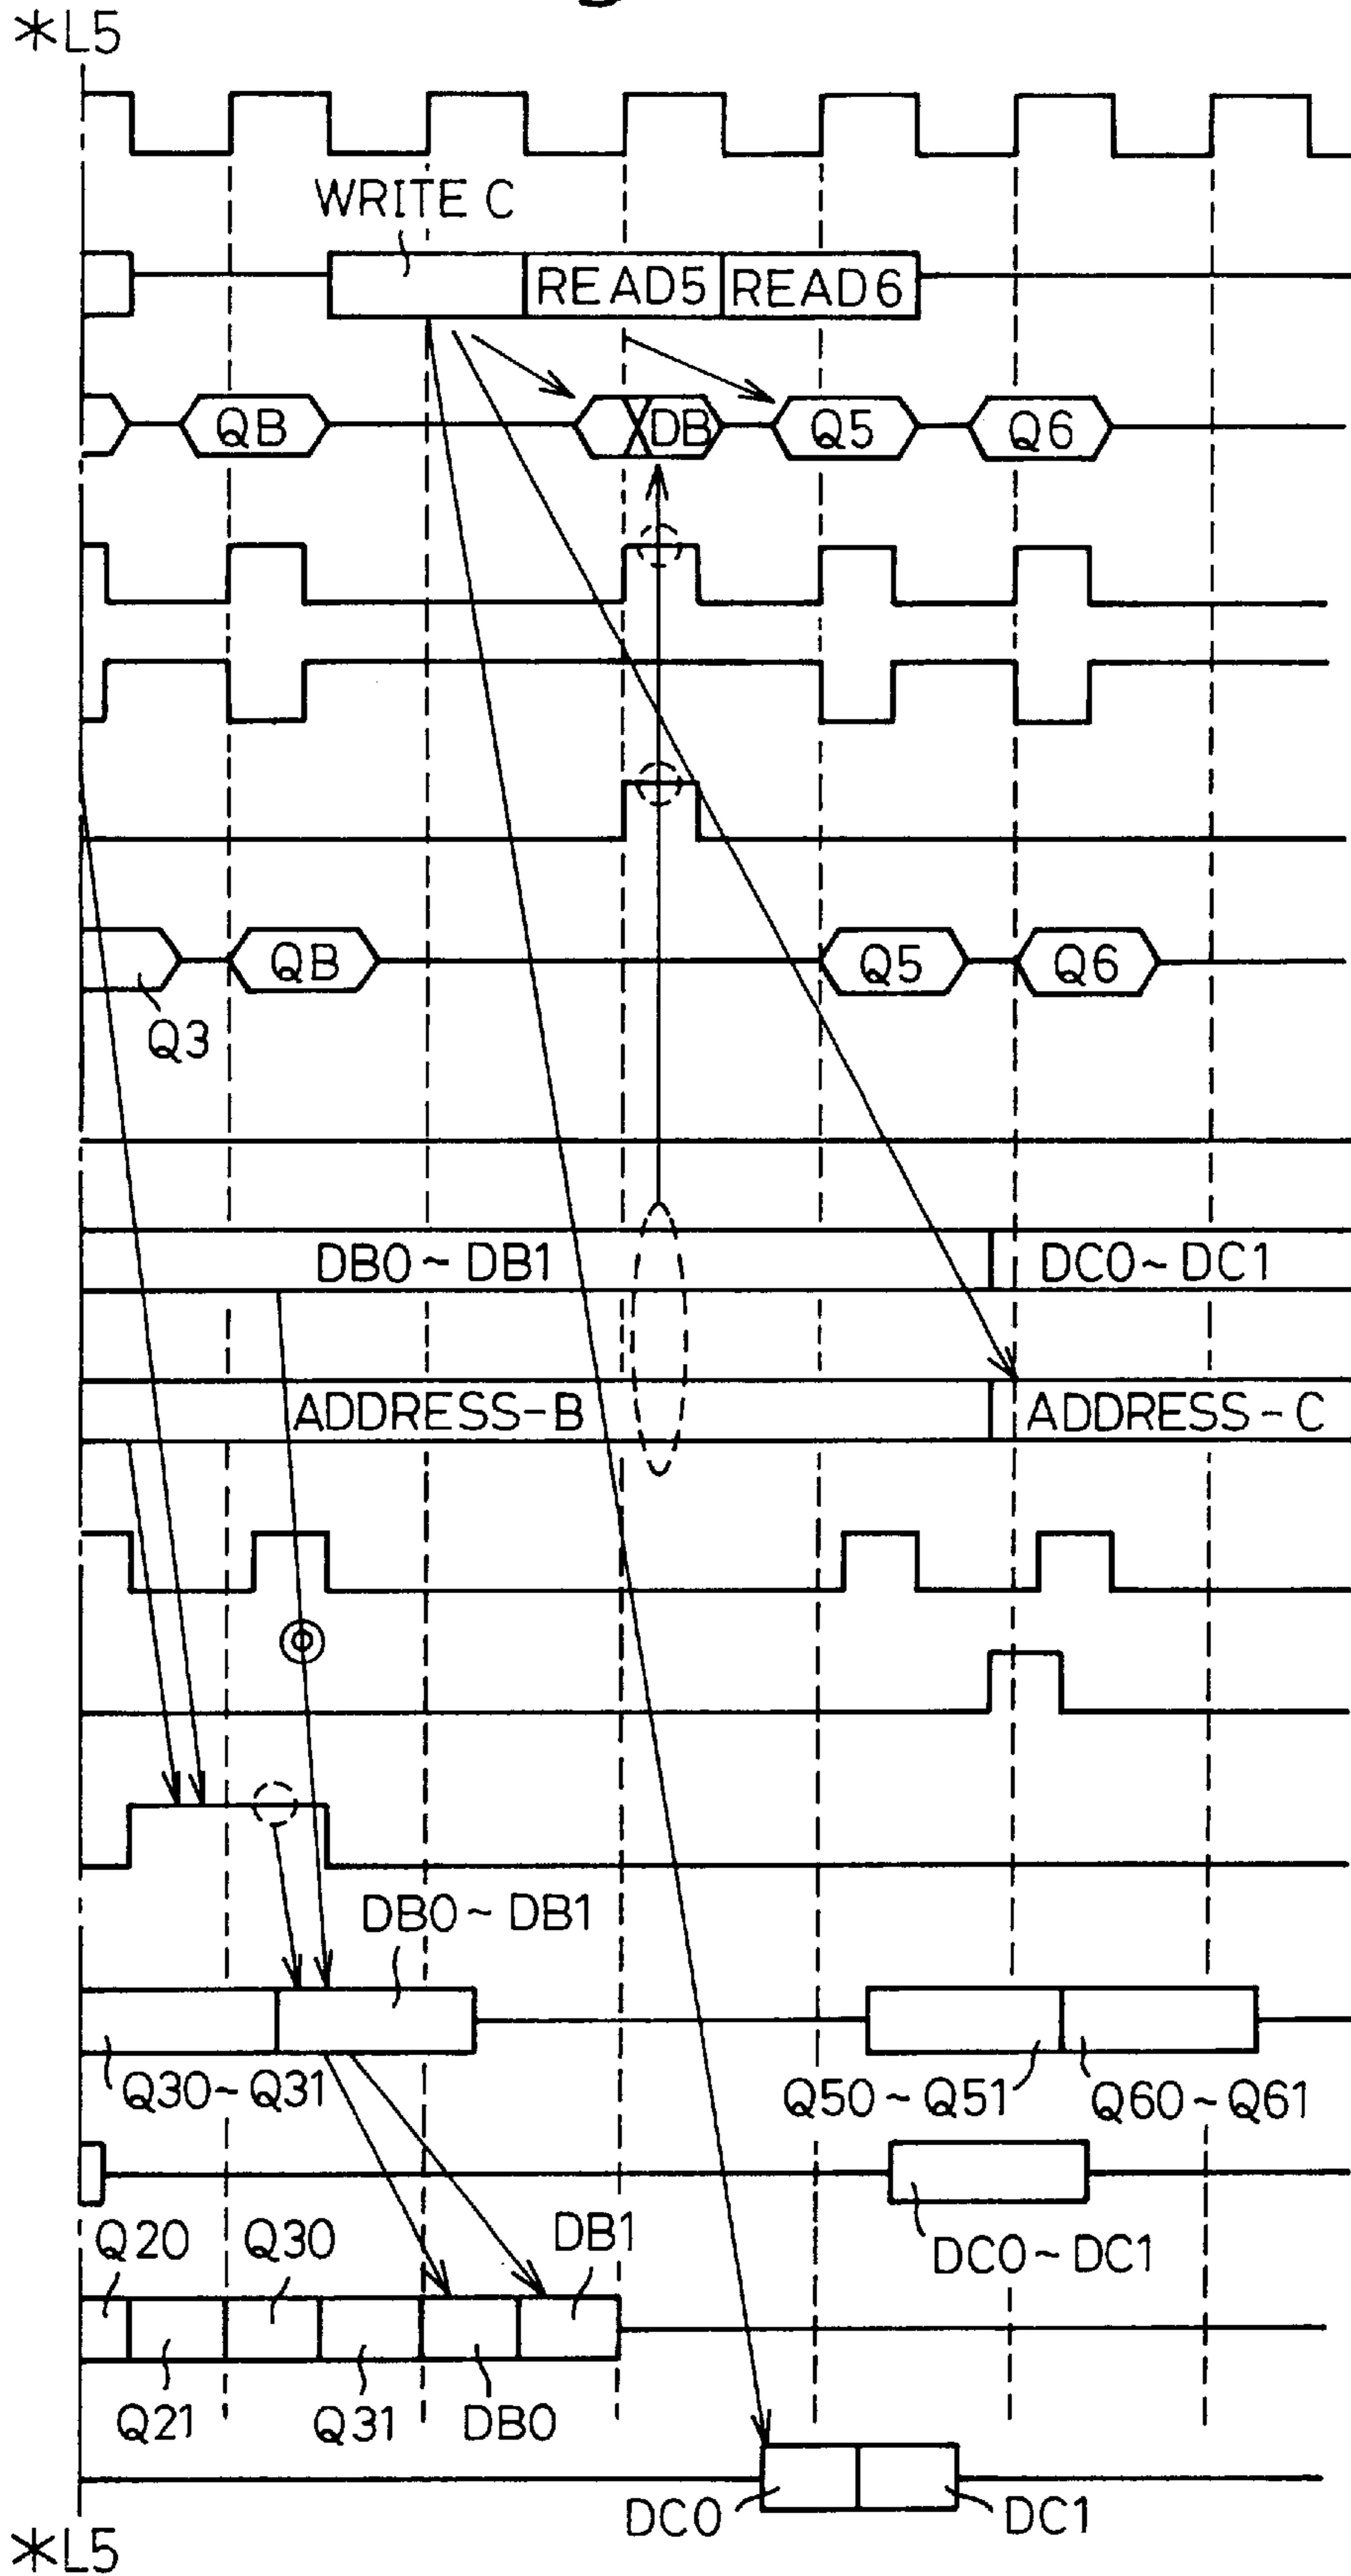 *L5
WRITE C
READ5 READ6
QB DB Q5 Q6
QB Q5 Q6
Q3
DB0~DB1 DC0~DC1
ADDRESS-B ADDRESS-C
DB0~DB1
Q30~Q31 Q50~Q51 Q60~Q61
Q20 Q30 DB1 DC0~DC1
Q21 Q31 DB0
DC0 DC1
*L5